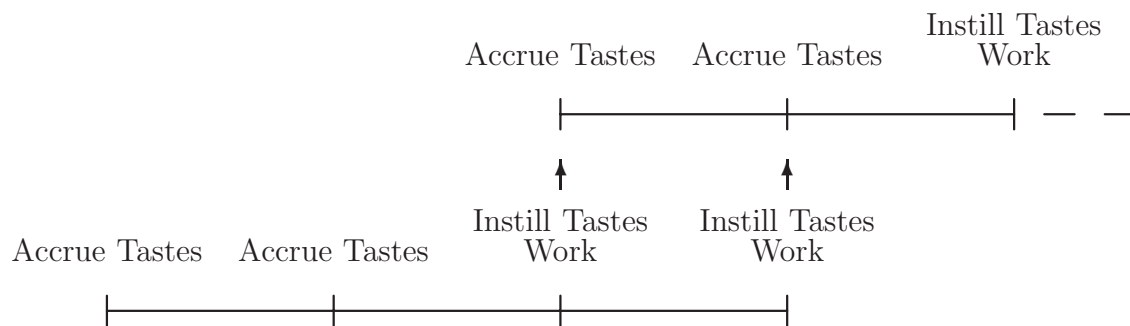 Instill Tastes
Accrue Tastes Accrue Tastes Work
Instill Tastes Instill Tastes
Accrue Tastes Accrue Tastes Work Work